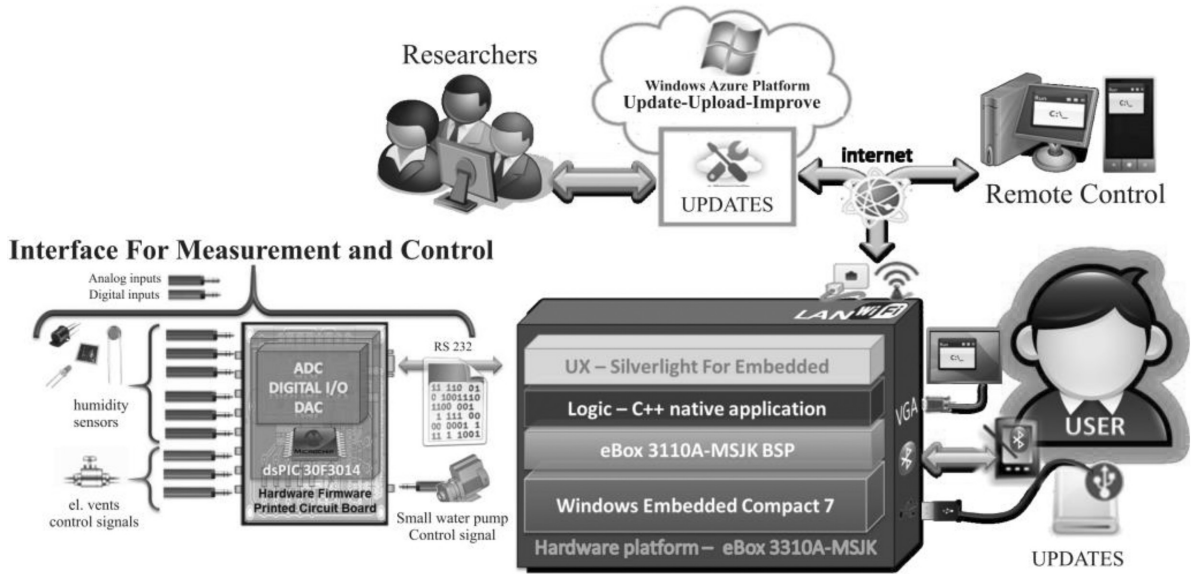 Researchers
Windows Azure Platform
Update-Upload-Improve
UPDATES
internet
C:\_
C:\_
Remote Control
Interface For Measurement and Control
Analog inputs
Digital inputs
humidity
sensors
el. vents
control signals
ADC
DIGITAL I/O
DAC
MICROCHIP
dsPIC 30F3014
Hardware Firmware
Printed Circuit Board
RS 232
11 110 01
0 1001110
1100 001
1 111 00
00 0001 1
11 1 1001
Small water pump
Control signal
LAN WiFi
UX – Silverlight For Embedded
Logic – C++ native application
eBox 3110A-MSJK BSP
Windows Embedded Compact 7
Hardware platform – eBox 3310A-MSJK
VGA
C:\_
USER
UPDATES